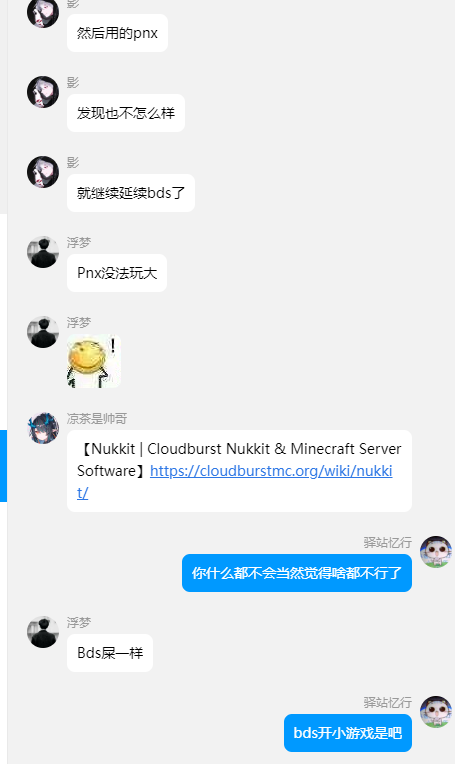 影
然后用的pnx
影
发现也不怎么样
影
就继续延续bds了
浮梦
Pnx没法玩大
浮梦
!
凉茶是帅哥
【Nukkit | Cloudburst Nukkit & Minecraft Server
Software】https://cloudburstmc.org/wiki/nukki
t/
驿站忆行
你什么都不会当然觉得啥都不行了
浮梦
Bds屎一样
驿站忆行
bds开小游戏是吧